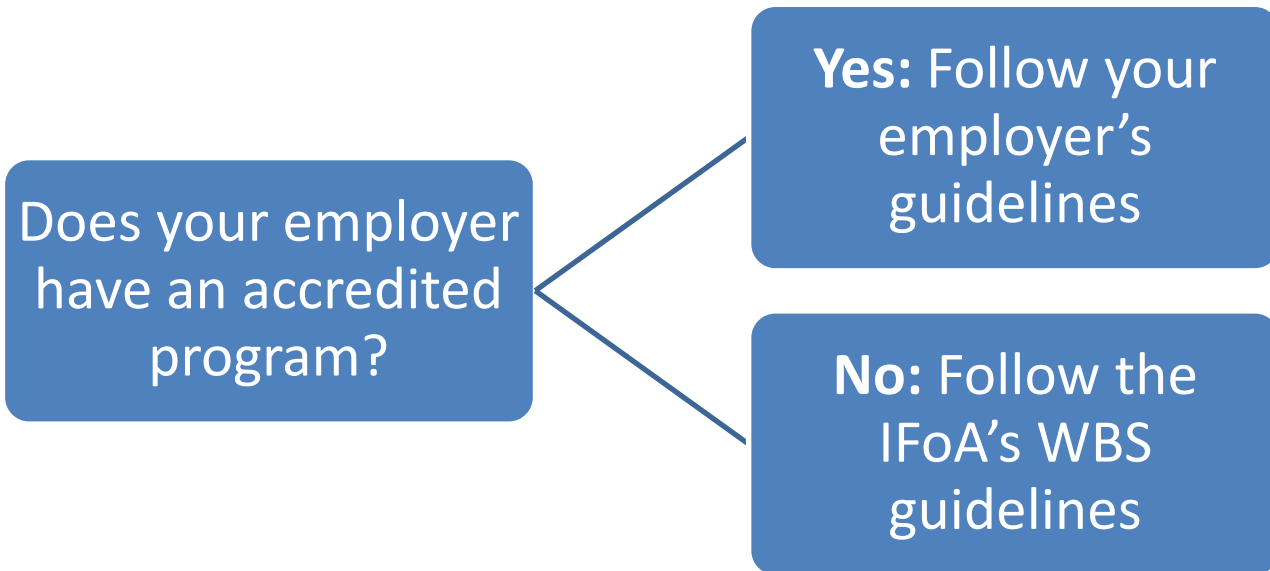 Does your employer
have an accredited
program?
Yes: Follow your
employer’s
guidelines
No: Follow the
IFoA’s WBS
guidelines